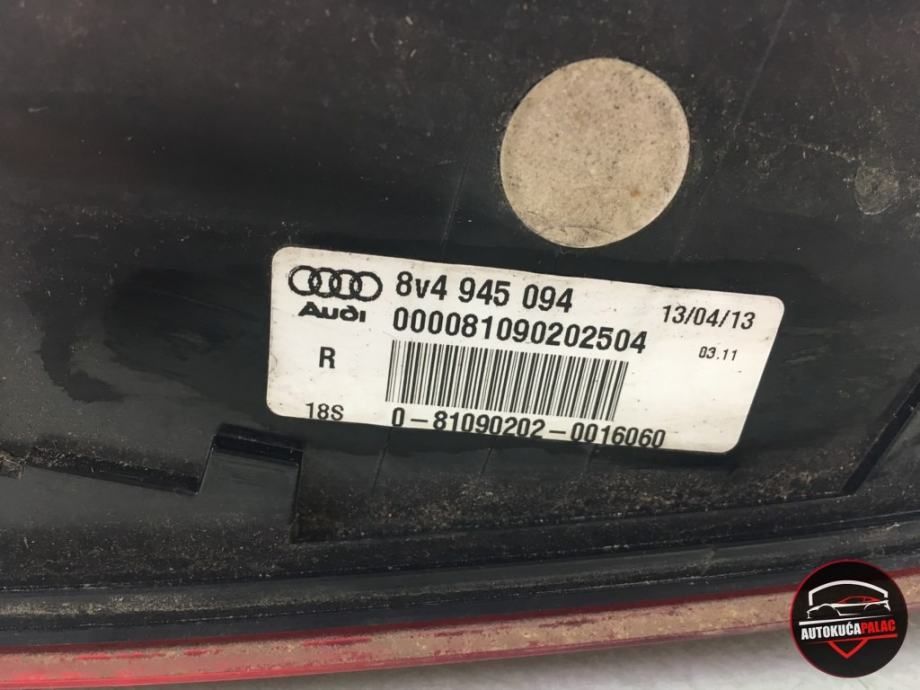 8v4 945 094
13/04/13
Audi
000081090202504
03.11
R
18S
0-81090202-0016060
AUTOKUĆAPALAC